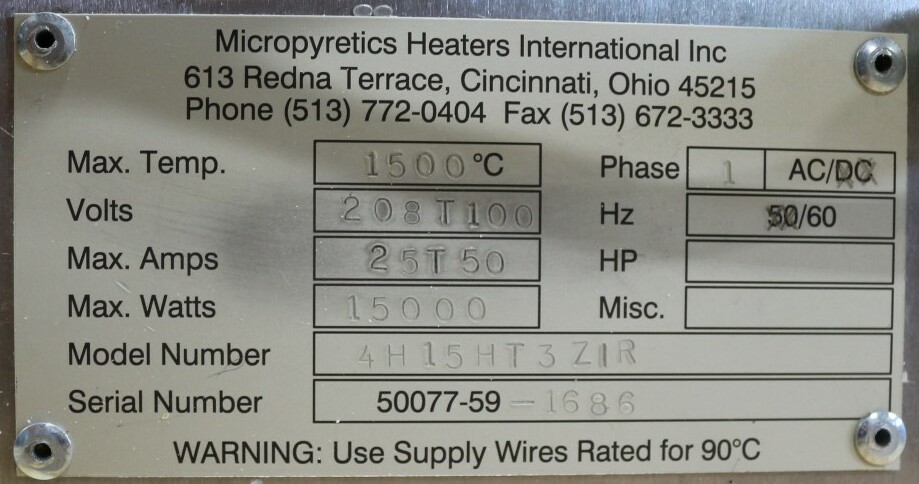 Micropyretics Heaters International Inc
613 Redna Terrace, Cincinnati, Ohio 45215
Phone (513) 772-0404 Fax (513) 672-3333
Max. Temp. 1500°C Phase 1 AC/DC
Volts 208T100 Hz 50/60
Max. Amps 25T50 HP
Max. Watts 15000 Misc.
Model Number 4H15HT3ZIR
Serial Number 50077-59-1686
WARNING: Use Supply Wires Rated for 90°C